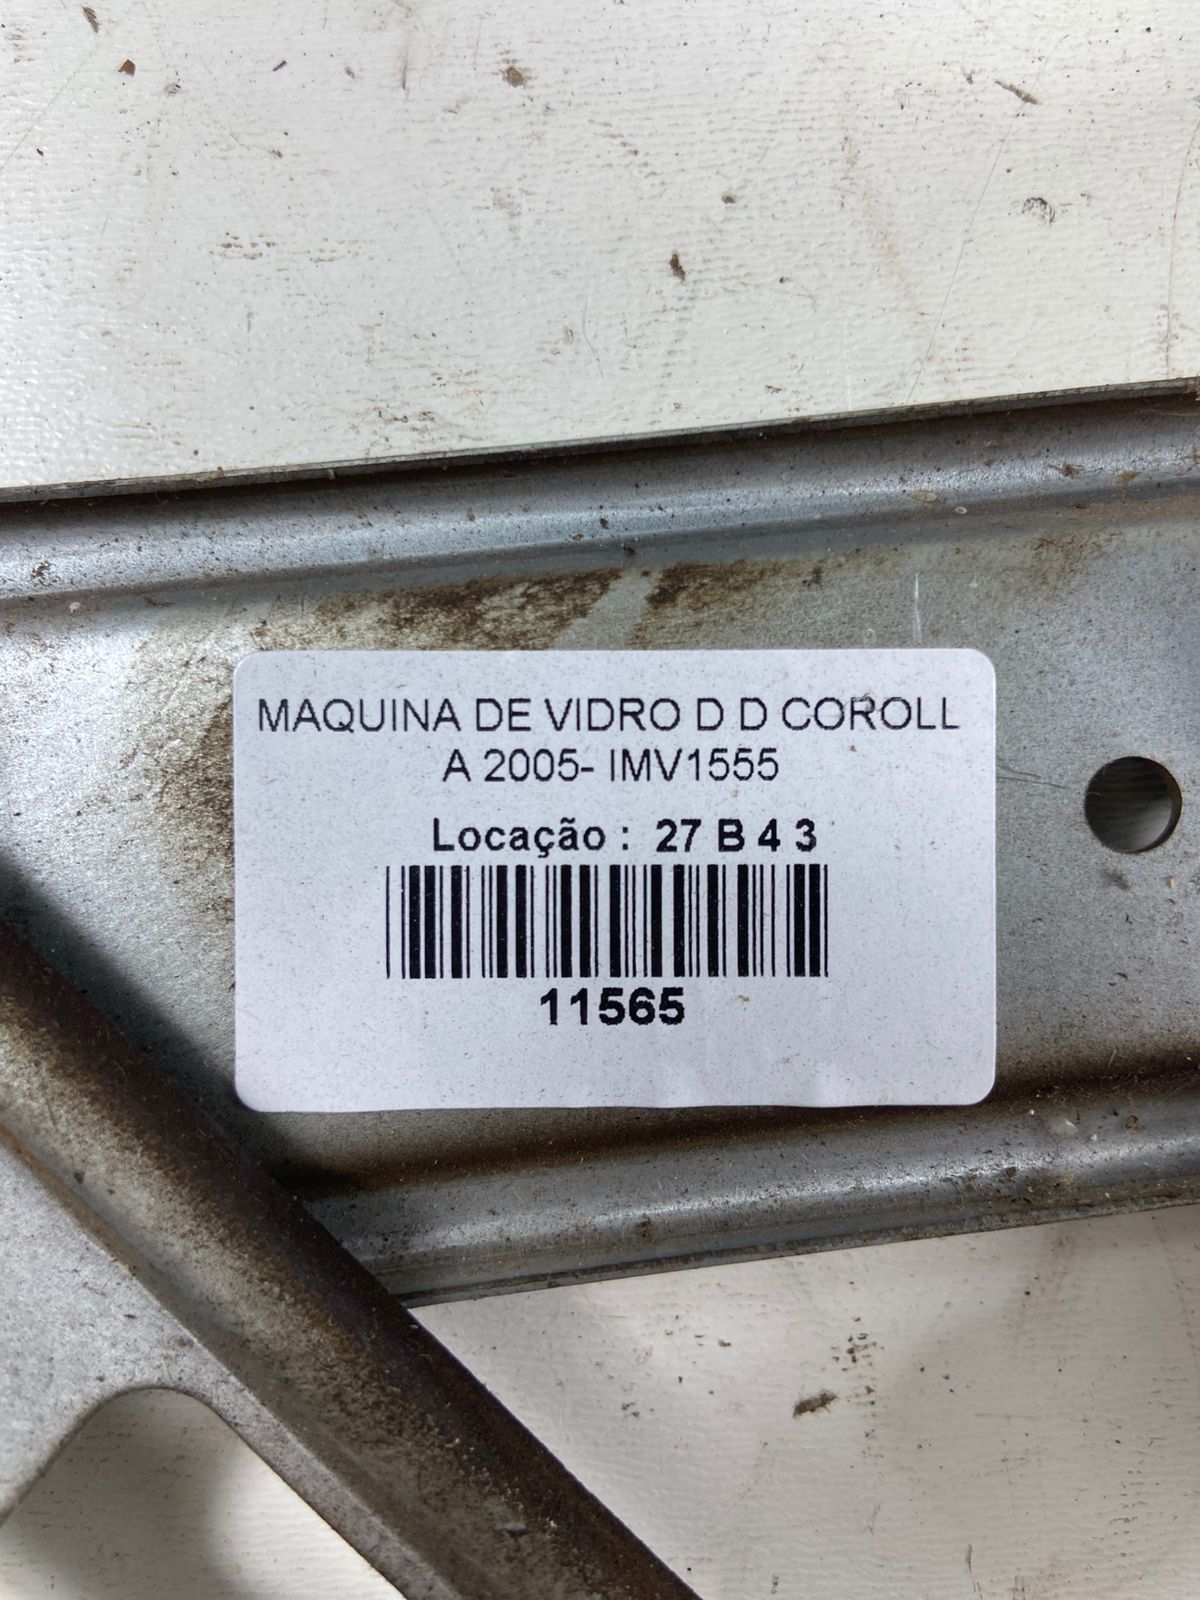 MAQUINA DE VIDRO D D COROLL
A 2005- IMV1555
Locação : 27 B 4 3
11565